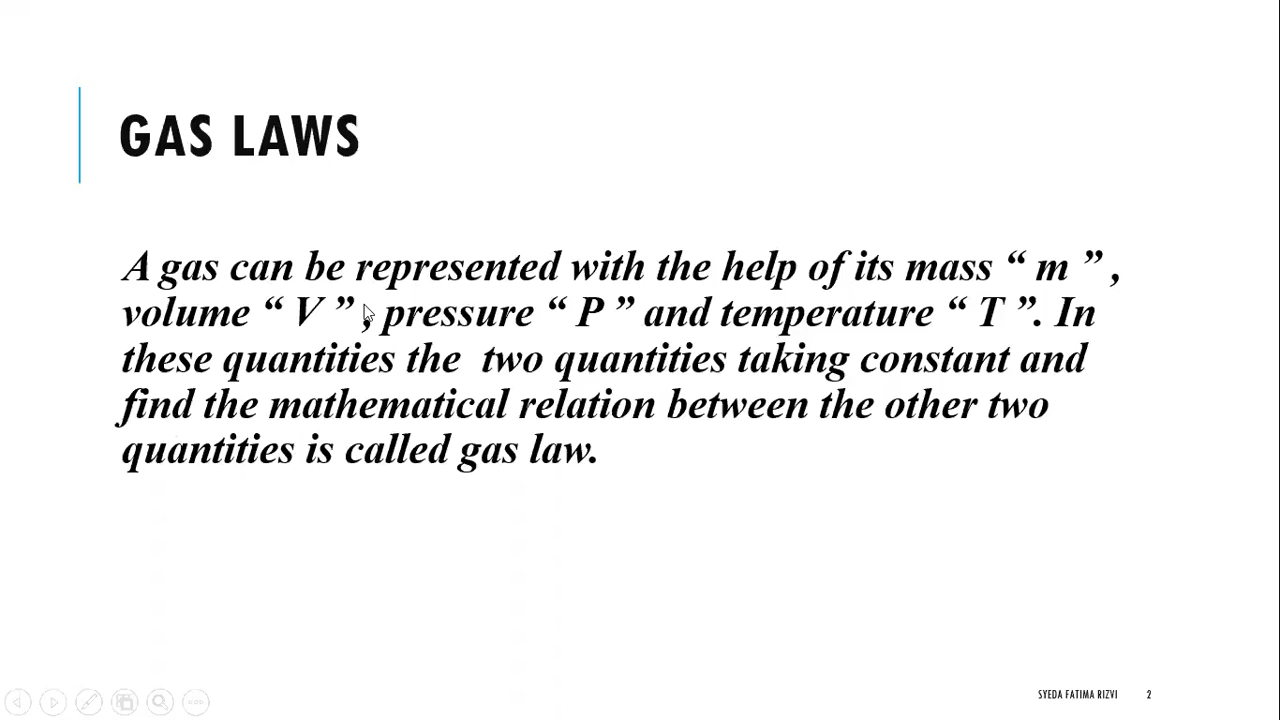 GAS LAWS
A gas can be represented with the help of its mass “ m ” ,
volume “ V ” , pressure “ P ” and temperature “ T ”. In
these quantities the  two quantities taking constant and
find the mathematical relation between the other two
quantities is called gas law.
SYEDA FATIMA RIZVI 2